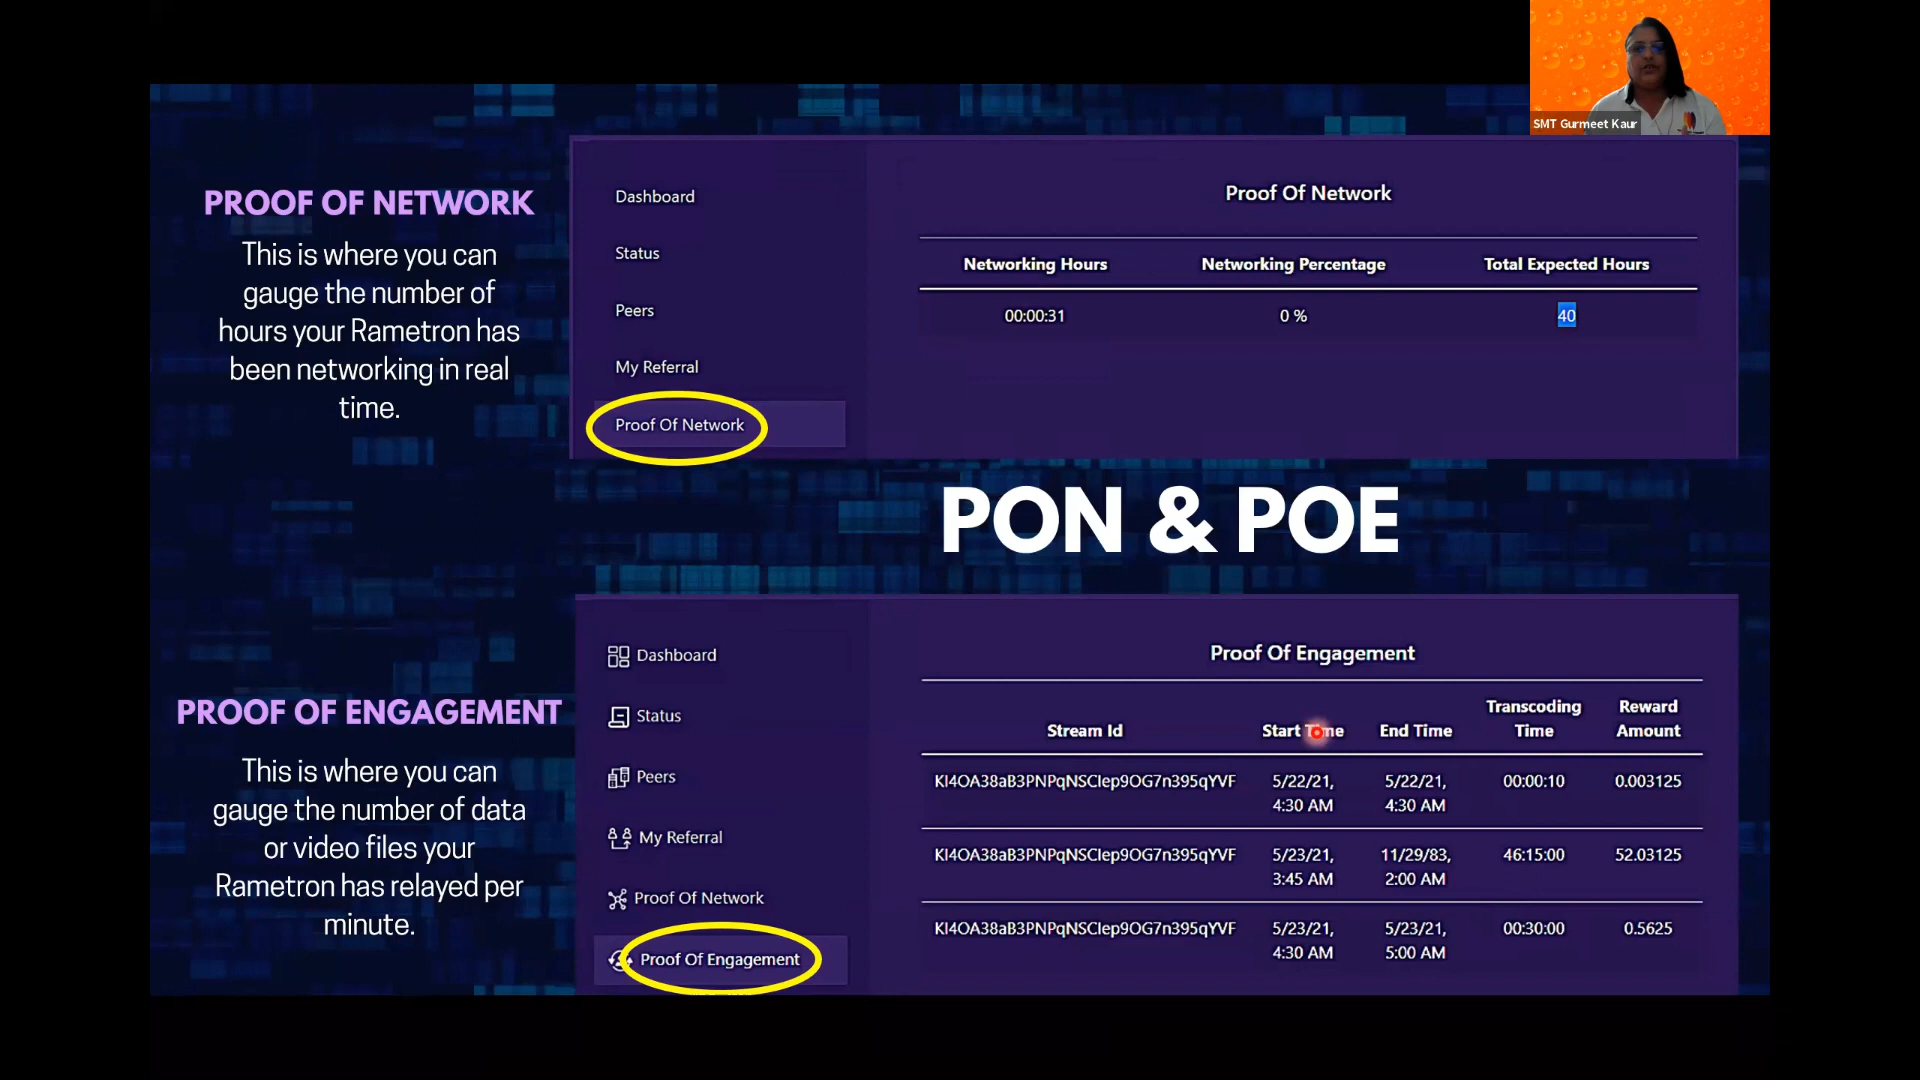 SMT Gurmeet Kaur
PROOF OF NETWORK
This is where you can
gauge the number of
hours your Rametron has
been networking in real
time.
Dashboard
Status
Peers
My Referral
Proof Of Network
Proof Of Network
Networking Hours Networking Percentage Total Expected Hours
00:00:31 0 % 40
PON & POE
PROOF OF ENGAGEMENT
This is where you can
gauge the number of data
or video files your
Rametron has relayed per
minute.
Dashboard
Status
Peers
My Referral
Proof Of Network
Proof Of Engagement
Proof Of Engagement
Stream Id Start Time End Time Transcoding Time Reward Amount
KI4OA38aB3PNPqNSCIep9OG7n395qYVF 5/22/21, 5/22/21, 00:00:10 0.003125
4:30 AM 4:30 AM
KI4OA38aB3PNPqNSCIep9OG7n395qYVF 5/23/21, 11/29/83, 46:15:00 52.03125
3:45 AM 2:00 AM
KI4OA38aB3PNPqNSCIep9OG7n395qYVF 5/23/21, 5/23/21, 00:30:00 0.5625
4:30 AM 5:00 AM